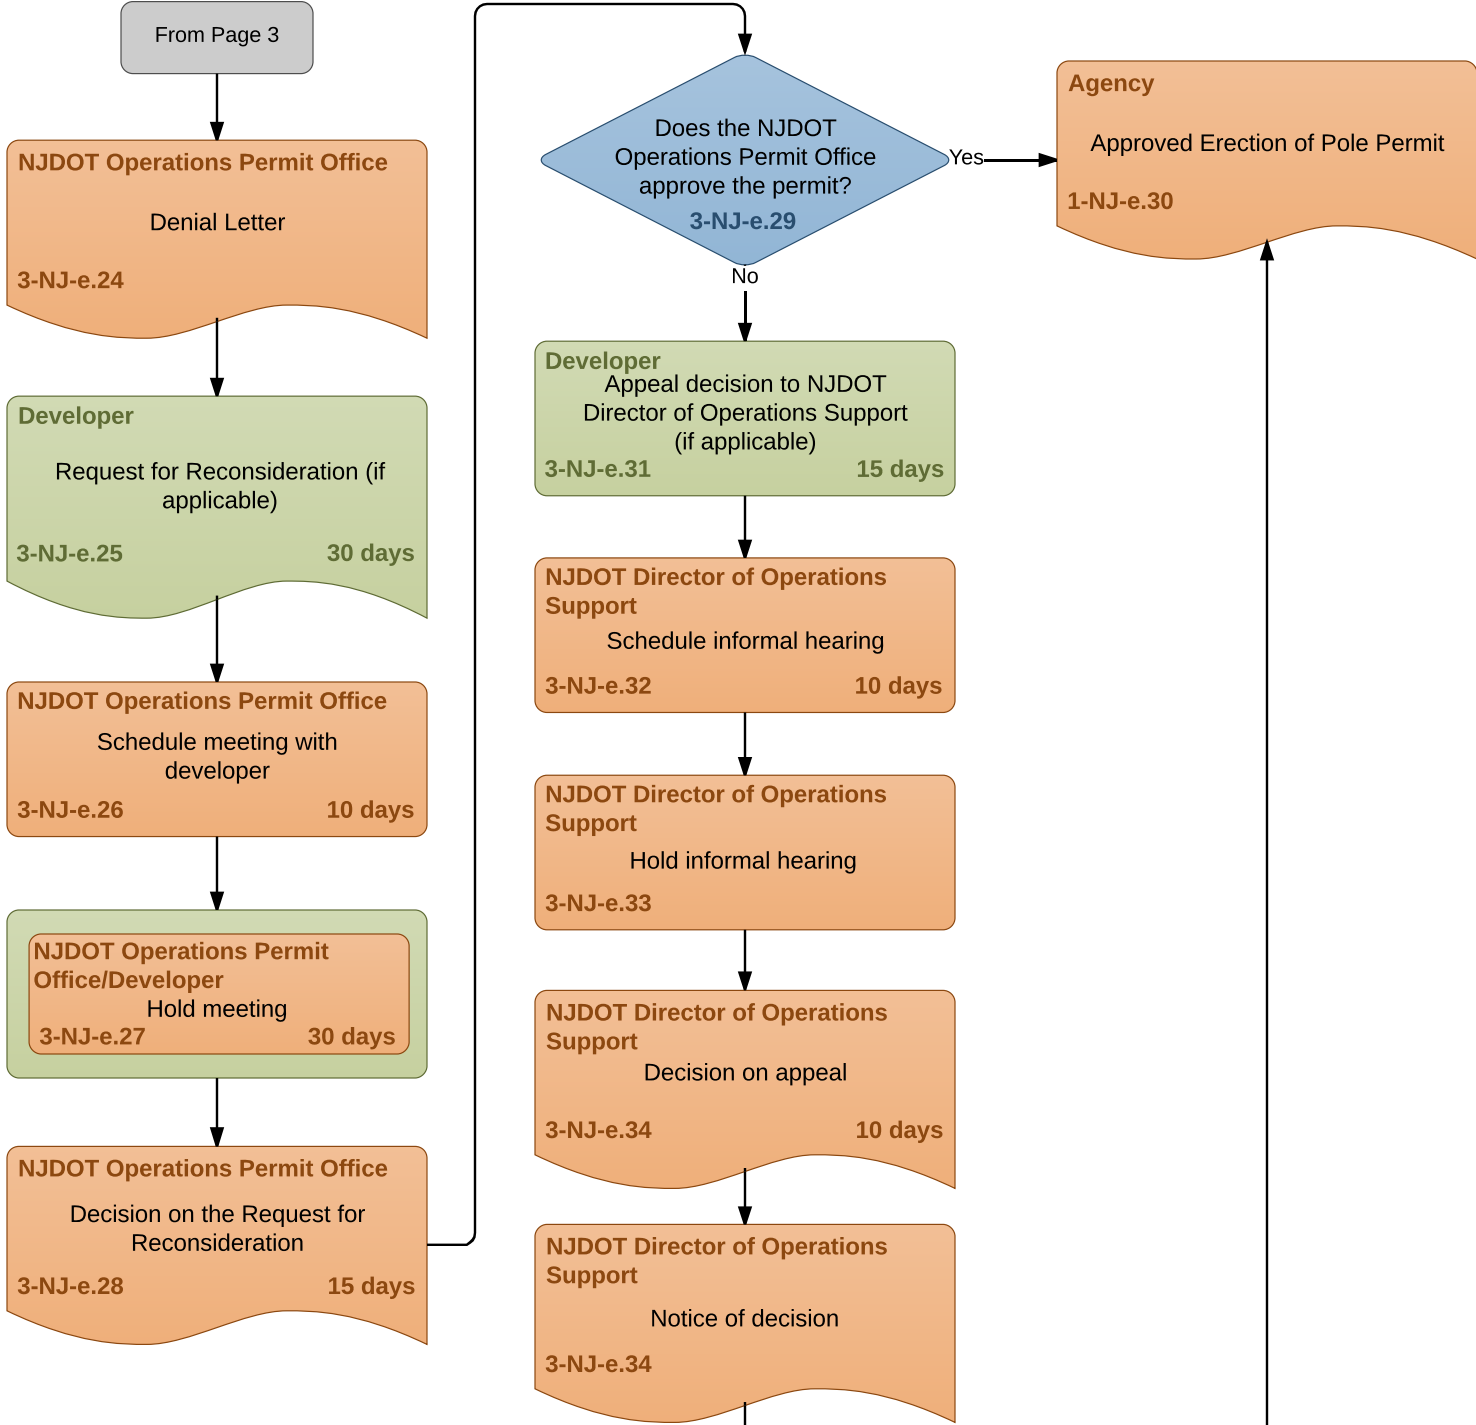 From Page 3
NJDOT Operations Permit Office
Denial Letter
3-NJ-e.24
Developer
Request for Reconsideration (if
applicable)
3-NJ-e.25 30 days
NJDOT Operations Permit Office
Schedule meeting with
developer
3-NJ-e.26 10 days
NJDOT Operations Permit
Office/Developer
Hold meeting
3-NJ-e.27 30 days
NJDOT Operations Permit Office
Decision on the Request for
Reconsideration
3-NJ-e.28 15 days
Does the NJDOT
Operations Permit Office
approve the permit?
3-NJ-e.29
Yes
No
Developer
Appeal decision to NJDOT
Director of Operations Support
(if applicable)
3-NJ-e.31 15 days
NJDOT Director of Operations
Support
Schedule informal hearing
3-NJ-e.32 10 days
NJDOT Director of Operations
Support
Hold informal hearing
3-NJ-e.33
NJDOT Director of Operations
Support
Decision on appeal
3-NJ-e.34 10 days
NJDOT Director of Operations
Support
Notice of decision
3-NJ-e.34
Agency
Approved Erection of Pole Permit
1-NJ-e.30